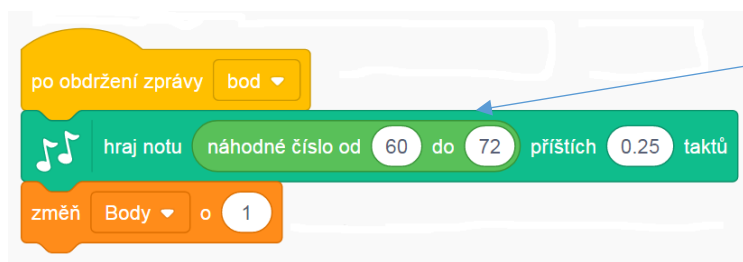 po obdržení zprávy bod
hraj notu náhodné číslo od 60 do 72 příštích 0.25 taktů
změň Body o 1